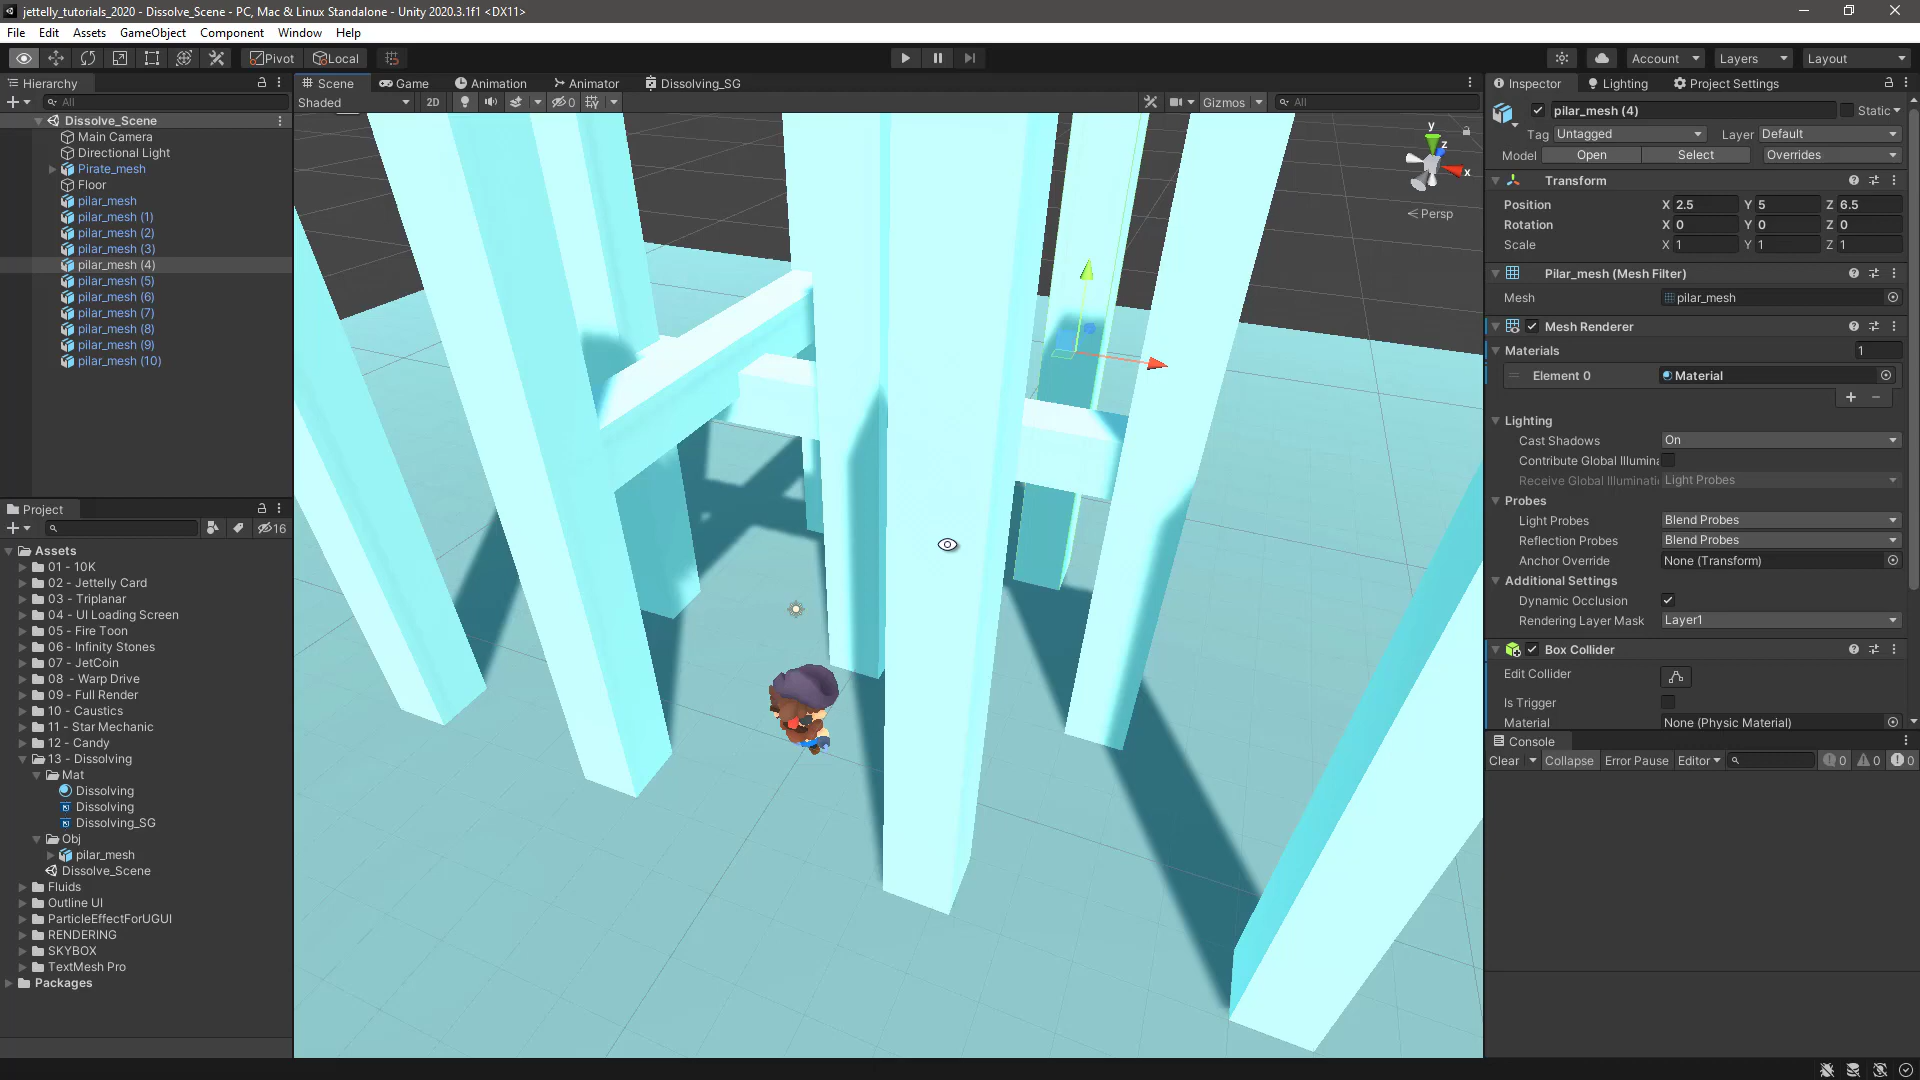 jettelly_tutorials_2020 - Dissolve_Scene - PC, Mac & Linux Standalone - Unity 2020.3.1f1 <DX11>
File Edit Assets GameObject Component Window Help
Pivot Local
Account Layers Layout
Hierarchy
All
Dissolve_Scene
Main Camera
Directional Light
Pirate_mesh
Floor
pilar_mesh
pilar_mesh (1)
pilar_mesh (2)
pilar_mesh (3)
pilar_mesh (4)
pilar_mesh (5)
pilar_mesh (6)
pilar_mesh (7)
pilar_mesh (8)
pilar_mesh (9)
pilar_mesh (10)
Project
16
Assets
01 - 10K
02 - Jettelly Card
03 - Triplanar
04 - UI Loading Screen
05 - Fire Toon
06 - Infinity Stones
07 - JetCoin
08 - Warp Drive
09 - Full Render
10 - Caustics
11 - Star Mechanic
12 - Candy
13 - Dissolving
Mat
Dissolving
Dissolving
Dissolving_SG
Obj
pilar_mesh
Dissolve_Scene
Fluids
Outline UI
ParticleEffectForUGUI
RENDERING
SKYBOX
TextMesh Pro
Packages
Scene Game Animation Animator Dissolving_SG
Shaded 2D 0 Gizmos All
y
z
x
Persp
Inspector Lighting Project Settings
pilar_mesh (4) Static
Tag Untagged Layer Default
Model Open Select Overrides
Transform
Position X 2.5 Y 5 Z 6.5
Rotation X 0 Y 0 Z 0
Scale X 1 Y 1 Z 1
Pilar_mesh (Mesh Filter)
Mesh pilar_mesh
Mesh Renderer
Materials 1
Element 0 Material
Lighting
Cast Shadows On
Contribute Global Illumina
Receive Global Illuminati Light Probes
Probes
Light Probes Blend Probes
Reflection Probes Blend Probes
Anchor Override None (Transform)
Additional Settings
Dynamic Occlusion
Rendering Layer Mask Layer1
Box Collider
Edit Collider
Is Trigger
Material None (Physic Material)
Console
Clear Collapse Error Pause Editor 0 0 0